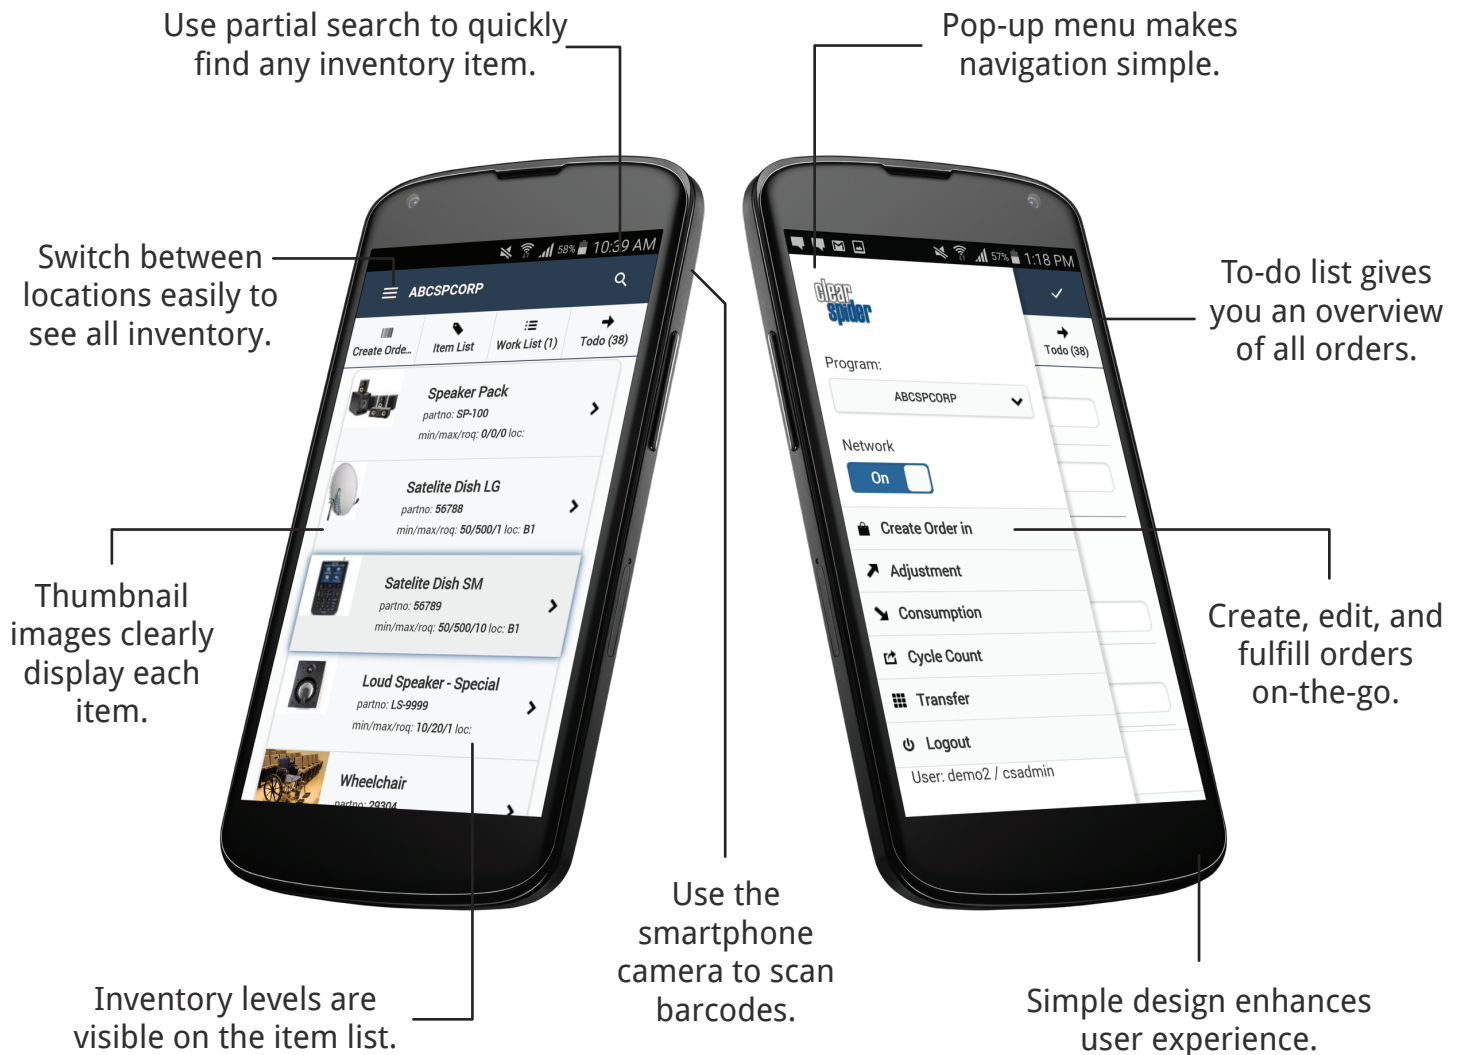 Use partial search to quickly
find any inventory item.
Pop-up menu makes
navigation simple.
Switch between
locations easily to
see all inventory.
Thumbnail
images clearly
display each
item.
Inventory levels are
visible on the item list.
Use the
smartphone
camera to scan
barcodes.
To-do list gives
you an overview
of all orders.
Create, edit, and
fulfill orders
on-the-go.
Simple design enhances
user experience.
58% 10:39 AM
ABCSPCORP
Create Orde... Item List Work List (1) Todo (38)
Speaker Pack
partno: SP-100
min/max/roq: 0/0/0 loc:
Satelite Dish LG
partno: 56788
min/max/roq: 50/500/1 loc: B1
Satelite Dish SM
partno: 56789
min/max/roq: 50/500/10 loc: B1
Loud Speaker - Special
partno: LS-9999
min/max/roq: 10/20/1 loc:
Wheelchair
partno: 29304
57% 1:18 PM
clear
spider
Todo (38)
Program:
ABCSPCORP
Network
On
Create Order in
Adjustment
Consumption
Cycle Count
Transfer
Logout
User: demo2 / csadmin